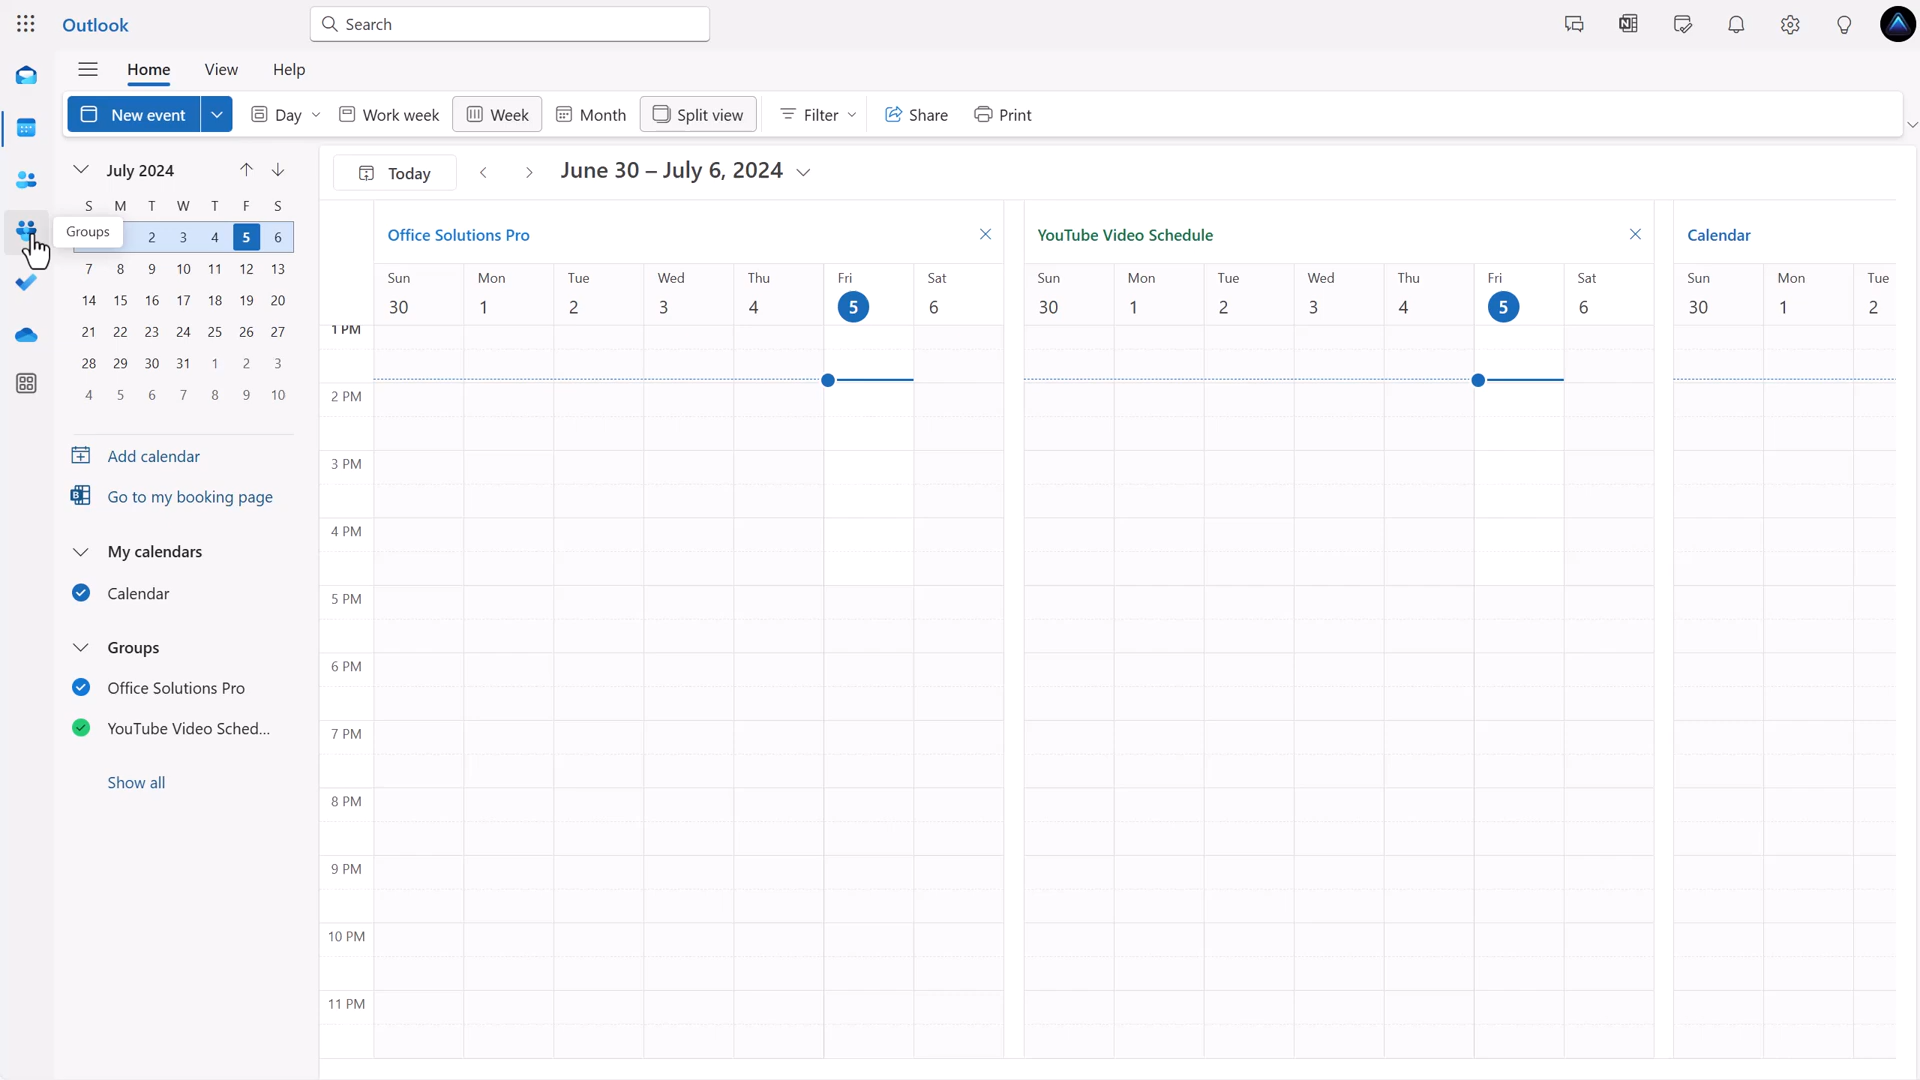 Outlook
Search
Home View Help
New event Day Work week Week Month Split view Filter Share Print
July 2024
S M T W T F S
2 3 4 5 6
7 8 9 10 11 12 13
14 15 16 17 18 19 20
21 22 23 24 25 26 27
28 29 30 31 1 2 3
4 5 6 7 8 9 10
Groups
Add calendar
Go to my booking page
My calendars
Calendar
Groups
Office Solutions Pro
YouTube Video Sched...
Show all
Today June 30 – July 6, 2024
Office Solutions Pro
Sun Mon Tue Wed Thu Fri Sat
30 1 2 3 4 5 6
YouTube Video Schedule
Sun Mon Tue Wed Thu Fri Sat
30 1 2 3 4 5 6
Calendar
Sun Mon Tue
30 1 2
1 PM
2 PM
3 PM
4 PM
5 PM
6 PM
7 PM
8 PM
9 PM
10 PM
11 PM